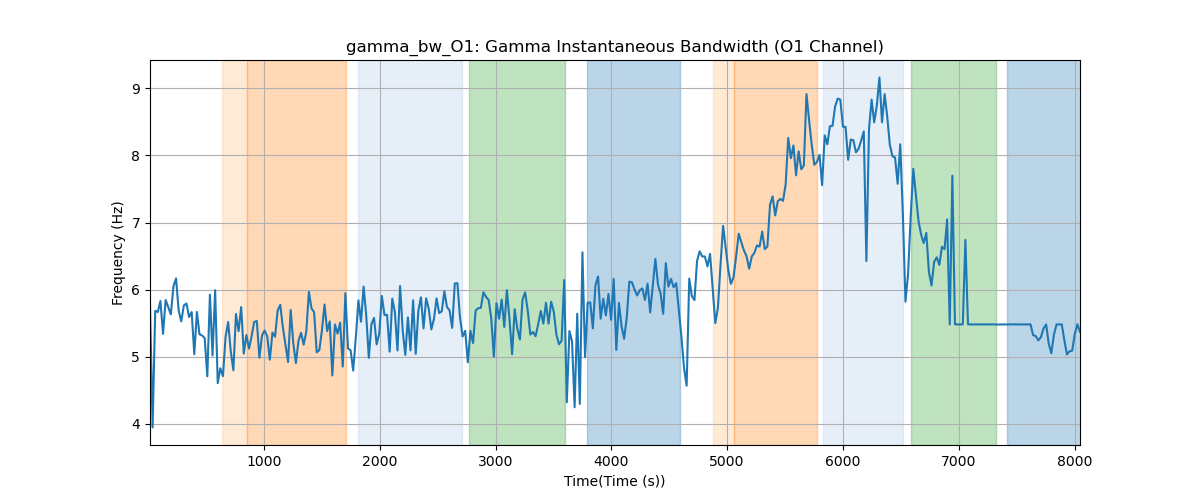 gamma_bw_O1: Gamma Instantaneous Bandwidth (O1 Channel)
Frequency (Hz)
9
8
7
6
5
4
1000 2000 3000 4000 5000 6000 7000 8000
Time(Time (s))